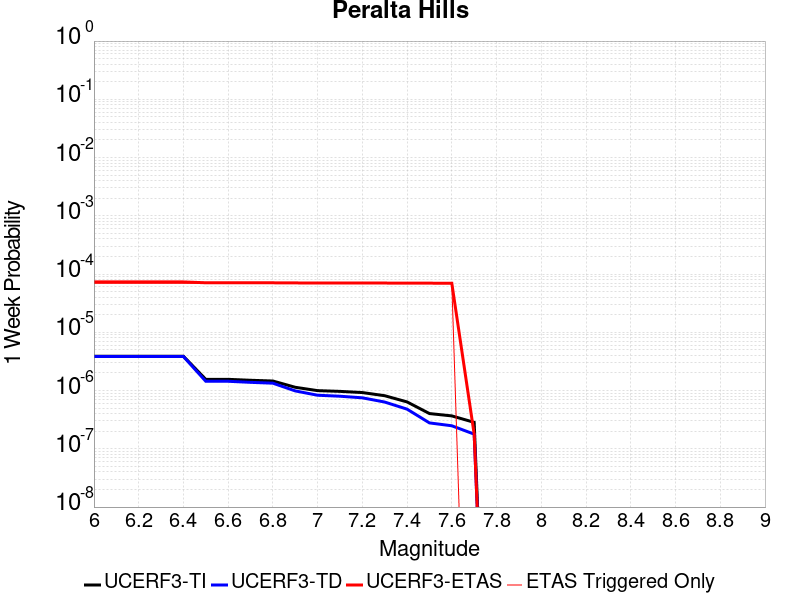 Peralta Hills
10^0
10^-1
10^-2
10^-3
10^-4
10^-5
10^-6
10^-7
10^-8
1 Week Probability
6 6.2 6.4 6.6 6.8 7 7.2 7.4 7.6 7.8 8 8.2 8.4 8.6 8.8 9
Magnitude
UCERF3-TI UCERF3-TD UCERF3-ETAS ETAS Triggered Only